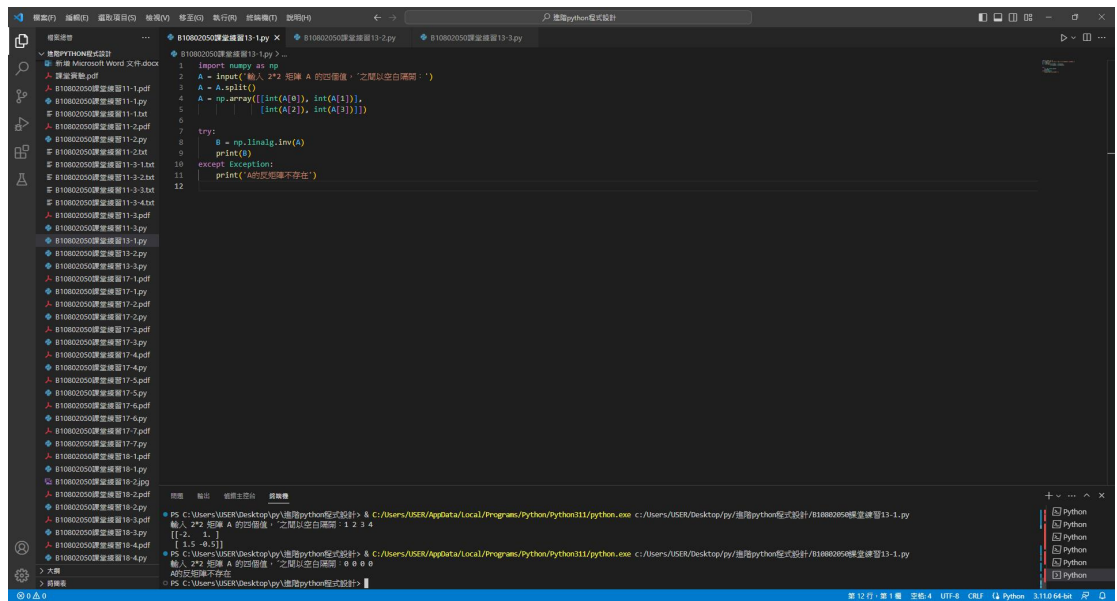 檔案(F) 編輯(E) 選取項目(S) 檢視(V) 移至(G) 執行(R) 終端機(T) 說明(H)
進階python程式設計
檔案總管
B10802050課堂練習13-1.py
B10802050課堂練習13-2.py
B10802050課堂練習13-3.py
進階PYTHON程式設計
新增 Microsoft Word 文件.docx
課堂實驗.pdf
B10802050課堂練習11-1.pdf
B10802050課堂練習11-1.py
B10802050課堂練習11-1.txt
B10802050課堂練習11-2.pdf
B10802050課堂練習11-2.py
B10802050課堂練習11-2.txt
B10802050課堂練習11-3-1.txt
B10802050課堂練習11-3-2.txt
B10802050課堂練習11-3-3.txt
B10802050課堂練習11-3-4.txt
B10802050課堂練習11-3.pdf
B10802050課堂練習11-3.py
B10802050課堂練習13-1.py
B10802050課堂練習13-2.py
B10802050課堂練習13-3.py
B10802050課堂練習17-1.pdf
B10802050課堂練習17-1.py
B10802050課堂練習17-2.pdf
B10802050課堂練習17-2.py
B10802050課堂練習17-3.pdf
B10802050課堂練習17-3.py
B10802050課堂練習17-4.pdf
B10802050課堂練習17-4.py
B10802050課堂練習17-5.pdf
B10802050課堂練習17-5.py
B10802050課堂練習17-6.pdf
B10802050課堂練習17-6.py
B10802050課堂練習17-7.pdf
B10802050課堂練習17-7.py
B10802050課堂練習18-1.pdf
B10802050課堂練習18-1.py
B10802050課堂練習18-2.jpg
B10802050課堂練習18-2.pdf
B10802050課堂練習18-2.py
B10802050課堂練習18-3.pdf
B10802050課堂練習18-3.py
B10802050課堂練習18-4.pdf
B10802050課堂練習18-4.py
大綱
時間表
B10802050課堂練習13-1.py > ...
1 import numpy as np
2 A = input('輸入 2*2 矩陣 A 的四個值,ˊ之間以空白隔開:')
3 A = A.split()
4 A = np.array([[int(A[0]), int(A[1])],
5 [int(A[2]), int(A[3])]])
6
7 try:
8 B = np.linalg.inv(A)
9 print(B)
10 except Exception:
11 print('A的反矩陣不存在')
12
問題 輸出 偵錯主控台 終端機
PS C:\Users\USER\Desktop\py\進階python程式設計> & C:/Users/USER/AppData/Local/Programs/Python/Python311/python.exe c:/Users/USER/Desktop/py/進階python程式設計/B10802050課堂練習13-1.py
輸入 2*2 矩陣 A 的四個值,ˊ之間以空白隔開:1 2 3 4
[[-2. 1. ]
[ 1.5 -0.5]]
PS C:\Users\USER\Desktop\py\進階python程式設計> & C:/Users/USER/AppData/Local/Programs/Python/Python311/python.exe c:/Users/USER/Desktop/py/進階python程式設計/B10802050課堂練習13-1.py
輸入 2*2 矩陣 A 的四個值,ˊ之間以空白隔開:0 0 0 0
A的反矩陣不存在
PS C:\Users\USER\Desktop\py\進階python程式設計>
Python
Python
Python
Python
Python
Python
0 0
第 12 行,第 1 欄 空格: 4 UTF-8 CRLF Python 3.11.0 64-bit